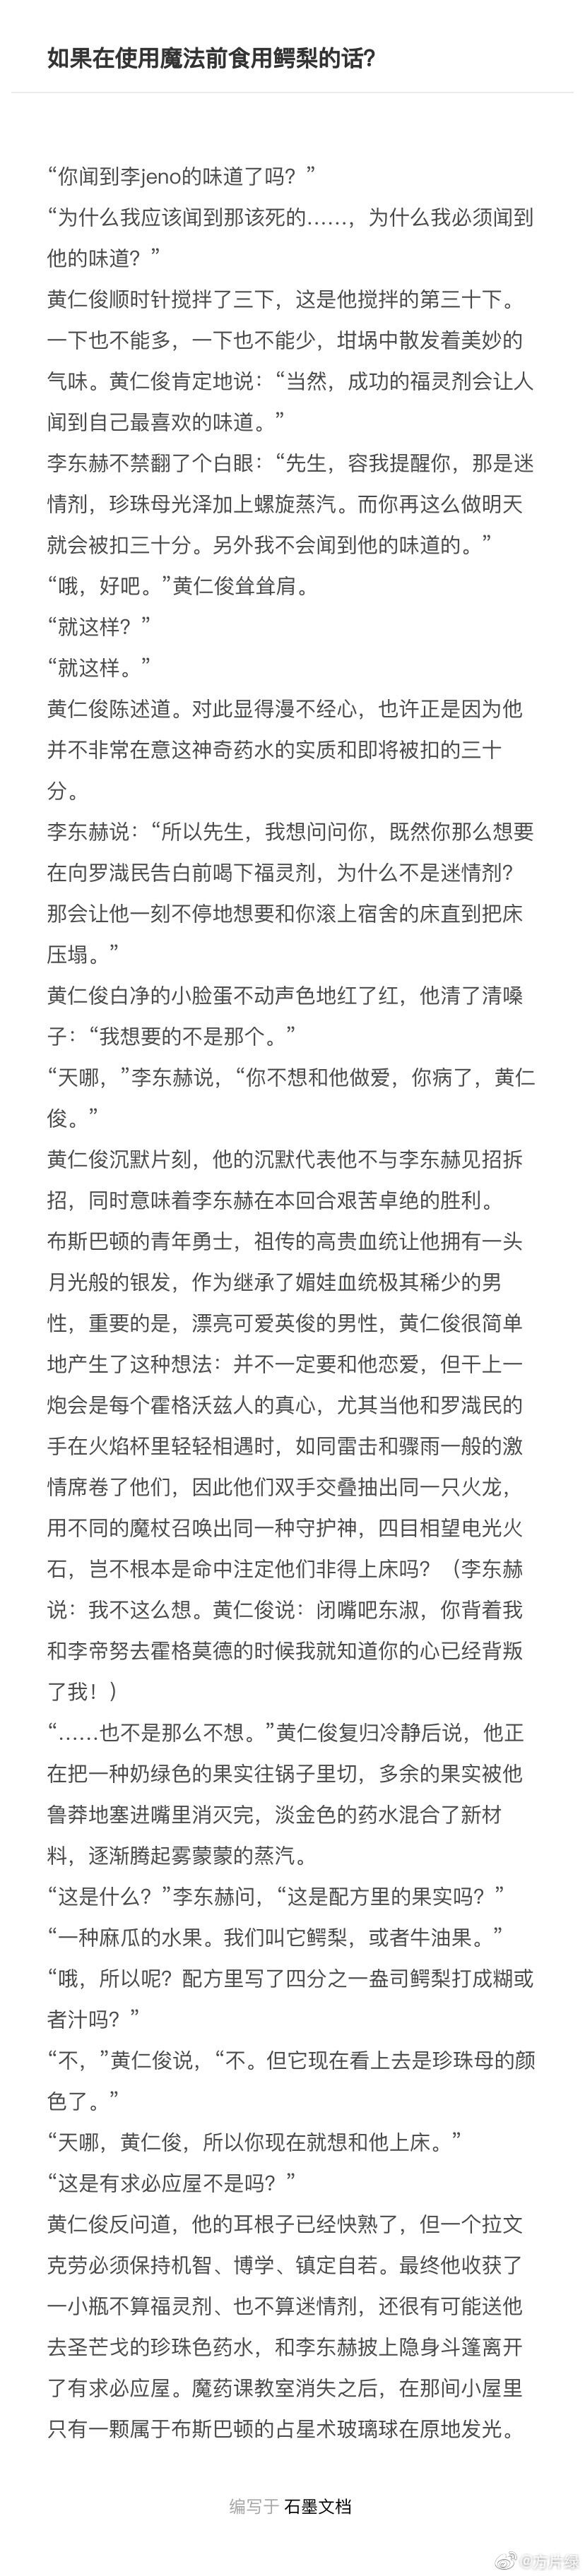 如果在使用魔法前食用鳄梨的话？
“你闻到李jeno的味道了吗？”
“为什么我应该闻到那该死的……，为什么我必须闻到
他的味道？”
黄仁俊顺时针搅拌了三下，这是他搅拌的第三十下。
一下也不能多，一下也不能少，坩埚中散发着美妙的
气味。黄仁俊肯定地说：“当然，成功的福灵剂会让人
闻到自己最喜欢的味道。”
李东赫不禁翻了个白眼：“先生，容我提醒你，那是迷
情剂，珍珠母光泽加上螺旋蒸汽。而你再这么做明天
就会被扣三十分。另外我不会闻到他的味道的。”
“哦，好吧。”黄仁俊耸耸肩。
“就这样？”
“就这样。”
黄仁俊陈述道。对此显得漫不经心，也许正是因为他
并不非常在意这神奇药水的实质和即将被扣的三十
分。
李东赫说：“所以先生，我想问问你，既然你那么想要
在向罗渽民告白前喝下福灵剂，为什么不是迷情剂？
那会让他一刻不停地想要和你滚上宿舍的床直到把床
压塌。”
黄仁俊白净的小脸蛋不动声色地红了红，他清了清嗓
子：“我想要的不是那个。”
“天哪，”李东赫说，“你不想和他做爱，你病了，黄仁
俊。”
黄仁俊沉默片刻，他的沉默代表他不与李东赫见招拆
招，同时意味着李东赫在本回合艰苦卓绝的胜利。
布斯巴顿的青年勇士，祖传的高贵血统让他拥有一头
月光般的银发，作为继承了媚娃血统极其稀少的男
性，重要的是，漂亮可爱英俊的男性，黄仁俊很简单
地产生了这种想法：并不一定要和他恋爱，但干上一
炮会是每个霍格沃兹人的真心，尤其当他和罗渽民的
手在火焰杯里轻轻相遇时，如同雷击和骤雨一般的激
情席卷了他们，因此他们双手交叠抽出同一只火龙，
用不同的魔杖召唤出同一种守护神，四目相望电光火
石，岂不根本是命中注定他们非得上床吗？（李东赫
说：我不这么想。黄仁俊说：闭嘴吧东淑，你背着我
和李帝努去霍格莫德的时候我就知道你的心已经背叛
了我！）
“……也不是那么不想。”黄仁俊复归冷静后说，他正
在把一种奶绿色的果实往锅子里切，多余的果实被他
鲁莽地塞进嘴里消灭完，淡金色的药水混合了新材
料，逐渐腾起雾蒙蒙的蒸汽。
“这是什么？”李东赫问，“这是配方里的果实吗？”
“一种麻瓜的水果。我们叫它鳄梨，或者牛油果。”
“哦，所以呢？配方里写了四分之一盎司鳄梨打成糊或
者汁吗？”
“不，”黄仁俊说，“不。但它现在看上去是珍珠母的颜
色了。”
“天哪，黄仁俊，所以你现在就想和他上床。”
“这是有求必应屋不是吗？”
黄仁俊反问道，他的耳根子已经快熟了，但一个拉文
克劳必须保持机智、博学、镇定自若。最终他收获了
一小瓶不算福灵剂、也不算迷情剂，还很有可能送他
去圣芒戈的珍珠色药水，和李东赫披上隐身斗篷离开
了有求必应屋。魔药课教室消失之后，在那间小屋里
只有一颗属于布斯巴顿的占星术玻璃球在原地发光。
编写于 石墨文档
@方片绿